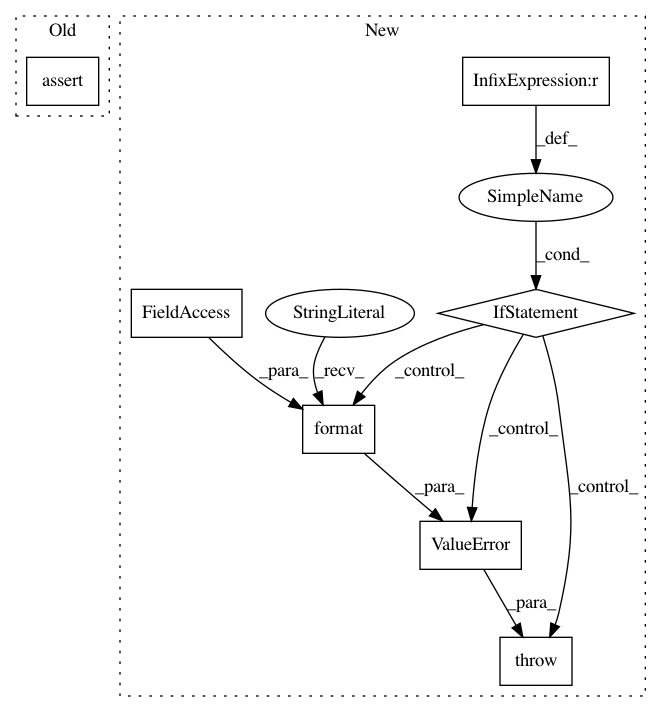 Old
New
assert
InfixExpression:r
_def_
SimpleName
_cond_
FieldAccess
StringLiteral
IfStatement
_para_
_recv_
_control_
format
_control_
_control_
_para_
ValueError
_para_
throw